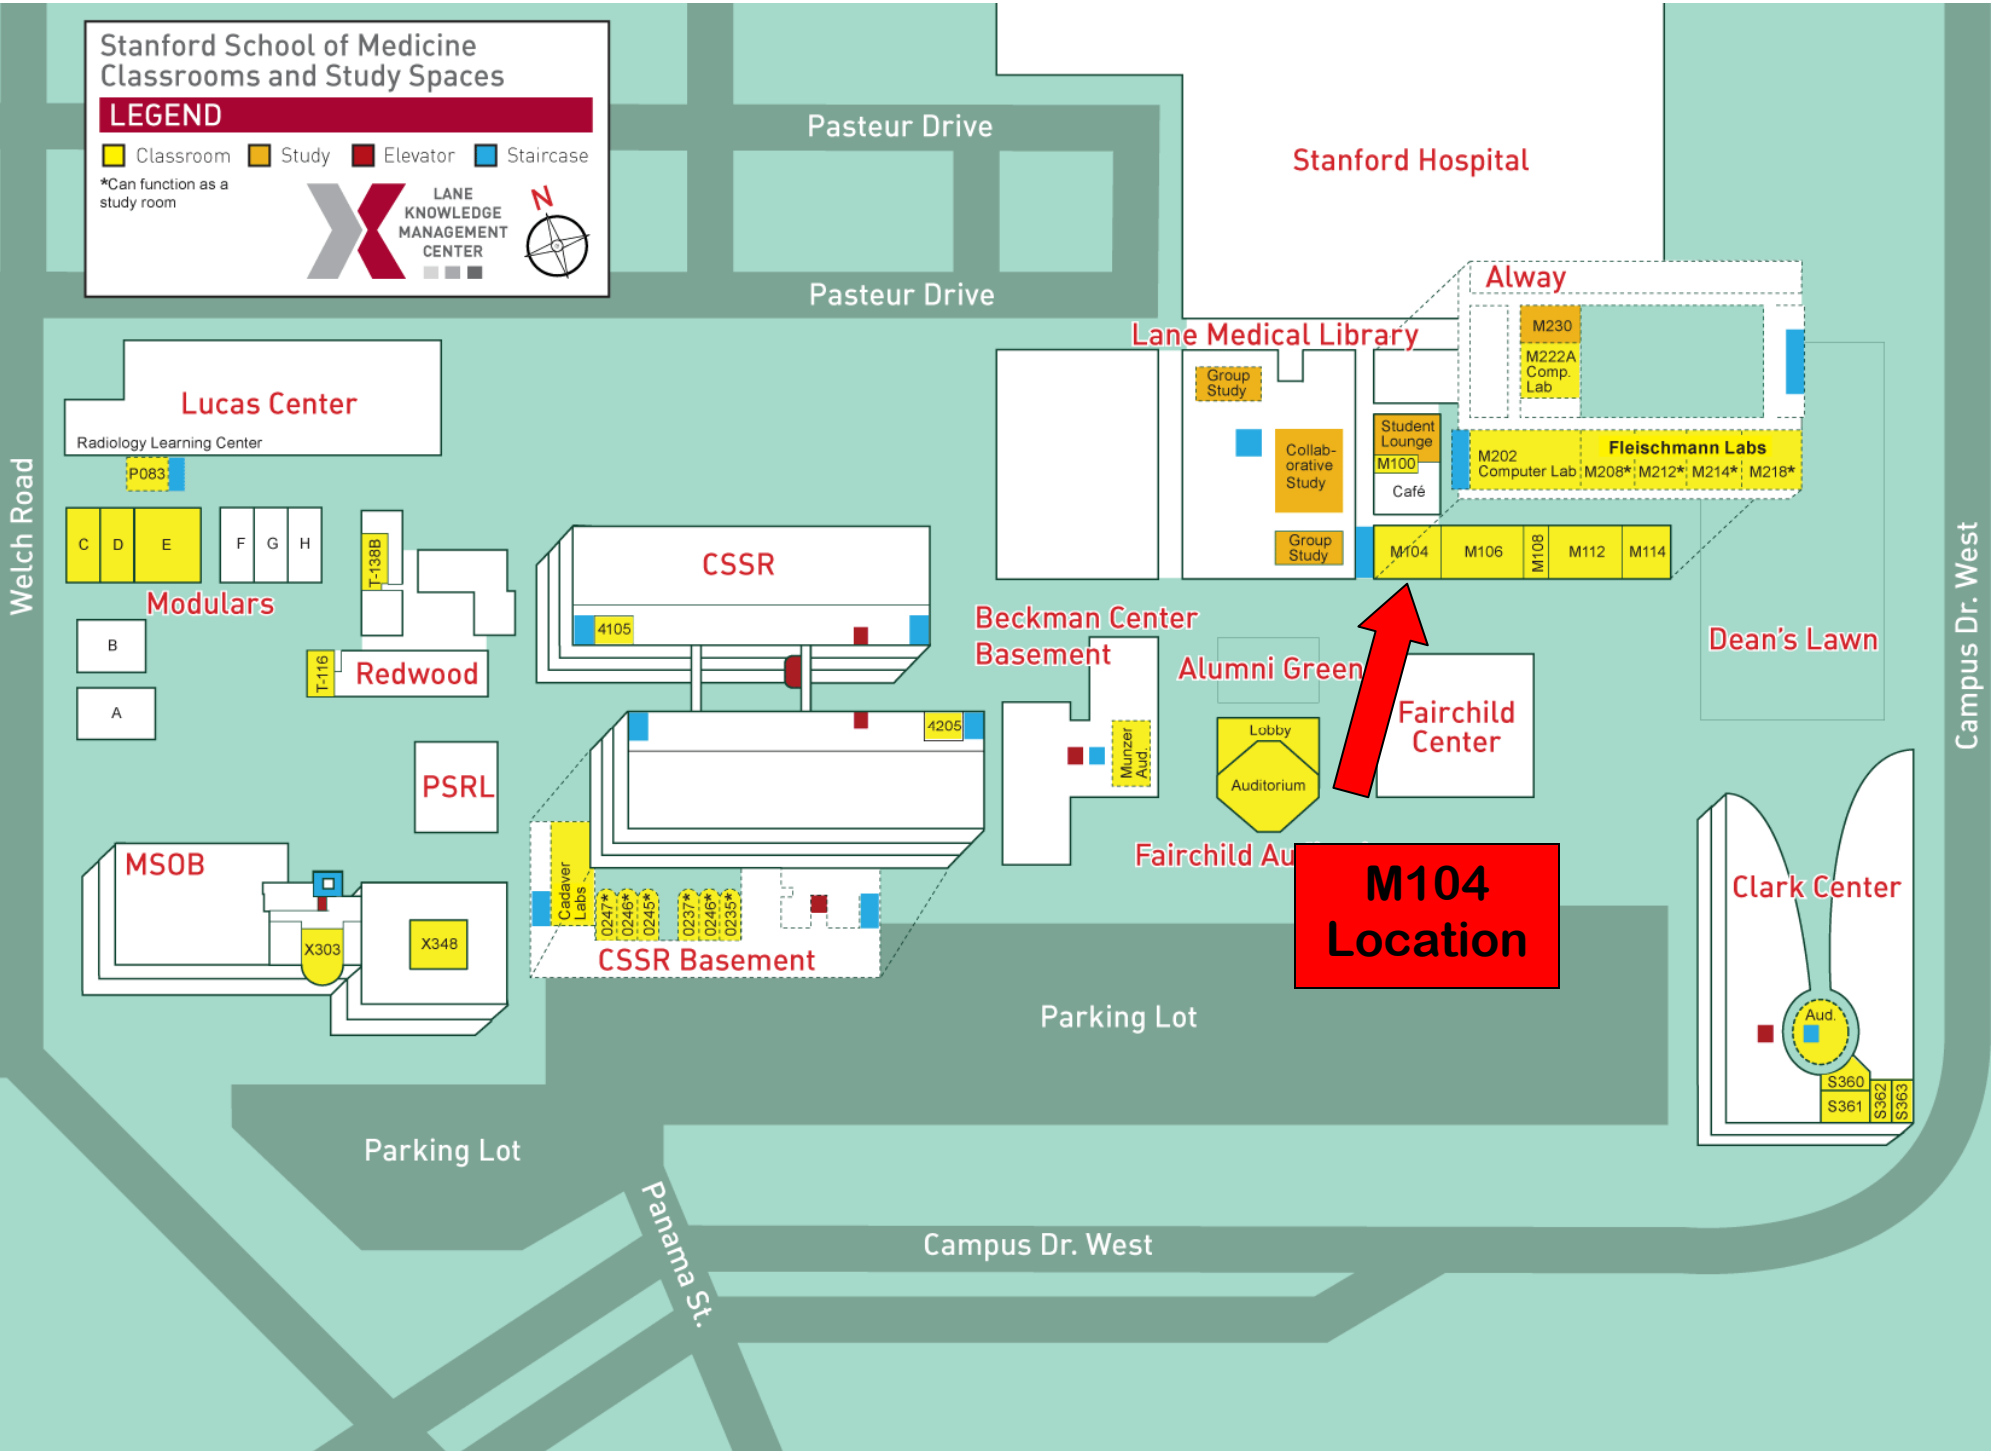 Stanford School of Medicine
Classrooms and Study Spaces
LEGEND
Classroom
Study
Elevator
Staircase
*Can function as a
study room
LANE
KNOWLEDGE
MANAGEMENT
CENTER
N
Pasteur Drive
Pasteur Drive
Stanford Hospital
Alway
Lane Medical Library
M230
M222A
Comp.
Lab
Group
Study
Collab-
orative
Study
Group
Study
Student
Lounge
M100
Café
M202
Computer Lab
Fleischmann Labs
M208*
M212*
M214*
M218*
M104
M106
M108
M112
M114
Lucas Center
Radiology Learning Center
P083
Welch Road
C
D
E
F
G
H
Modulars
B
A
T-138B
T-116
Redwood
PSRL
CSSR
4105
4205
Beckman Center
Basement
Munzer
Aud.
Alumni Green
Lobby
Auditorium
Fairchild Au
Fairchild
Center
Dean's Lawn
Campus Dr. West
M104
Location
Clark Center
Aud.
S360
S361
S362
S363
MSOB
X303
X348
Cadaver
Labs
0247*
0246*
0245*
0237*
0246*
0235*
CSSR Basement
Parking Lot
Parking Lot
Panama St.
Campus Dr. West